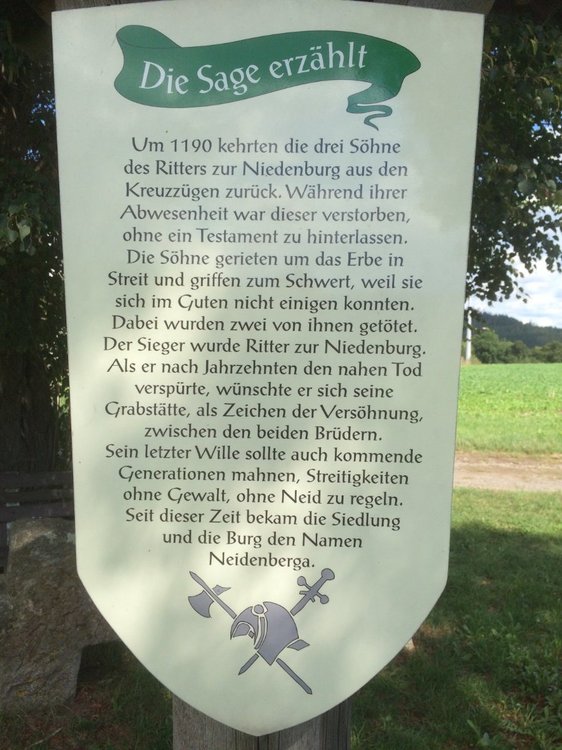 Die Sage erzählt
Um 1190 kehrten die drei Söhne
des Ritters zur Niedenburg aus den
Kreuzzügen zurück. Während ihrer
Abwesenheit war dieser verstorben,
ohne ein Testament zu hinterlassen.
Die Söhne gerieten um das Erbe in
Streit und griffen zum Schwert, weil sie
sich im Guten nicht einigen konnten.
Dabei wurden zwei von ihnen getötet.
Der Sieger wurde Ritter zur Niedenburg.
Als er nach Jahrzehnten den nahen Tod
verspürte, wünschte er sich seine
Grabstätte, als Zeichen der Versöhnung,
zwischen den beiden Brüdern.
Sein letzter Wille sollte auch kommende
Generationen mahnen, Streitigkeiten
ohne Gewalt, ohne Neid zu regeln.
Seit dieser Zeit bekam die Siedlung
und die Burg den Namen
Neidenberga.